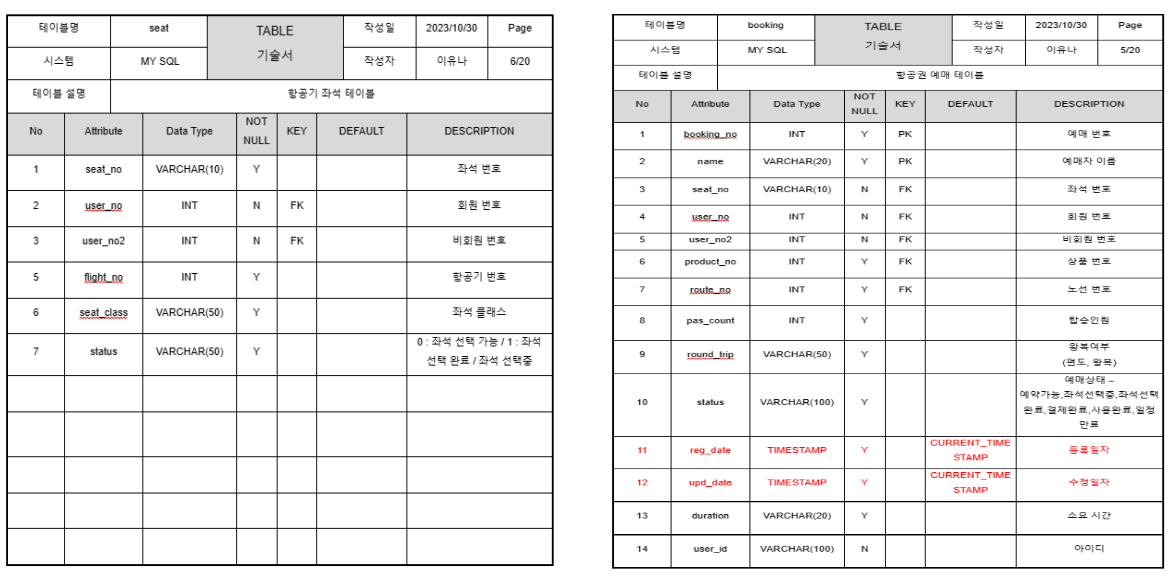 테이블명 seat TABLE 기술서 작성일 2023/10/30 Page
시스템 MY SQL 작성자 이유나 6/20
테이블 설명 항공기 좌석 테이블
No Attribute Data Type NOT NULL KEY DEFAULT DESCRIPTION
1 seat_no VARCHAR(10) Y 좌석 번호
2 user_no INT N FK 회원 번호
3 user_no2 INT N FK 비회원 번호
5 flight_no INT Y 항공기 번호
6 seat_class VARCHAR(50) Y 좌석 클래스
7 status VARCHAR(50) Y 0 : 좌석 선택 가능 / 1 : 좌석
선택 완료 / 좌석 선택중
테이블명 booking TABLE 기술서 작성일 2023/10/30 Page
시스템 MY SQL 작성자 이유나 5/20
테이블 설명 항공권 예매 테이블
No Attribute Data Type NOT NULL KEY DEFAULT DESCRIPTION
1 booking_no INT Y PK 예매 번호
2 name VARCHAR(20) Y PK 예매자 이름
3 seat_no VARCHAR(10) N FK 좌석 번호
4 user_no INT N FK 회원 번호
5 user_no2 INT N FK 비회원 번호
6 product_no INT Y FK 상품 번호
7 route_no INT Y FK 노선 번호
8 pas_count INT Y 탑승인원
9 round_trip VARCHAR(50) Y 왕복여부
(편도, 왕복)
10 status VARCHAR(100) Y 예매상태 –
예약가능,좌석선택중,좌석선택
완료,결제완료,사용완료,일정
만료
11 reg_date TIMESTAMP Y CURRENT_TIME
STAMP 등록일자
12 upd_date TIMESTAMP Y CURRENT_TIME
STAMP 수정일자
13 duration VARCHAR(20) Y 소요 시간
14 user_id VARCHAR(100) N 아이디